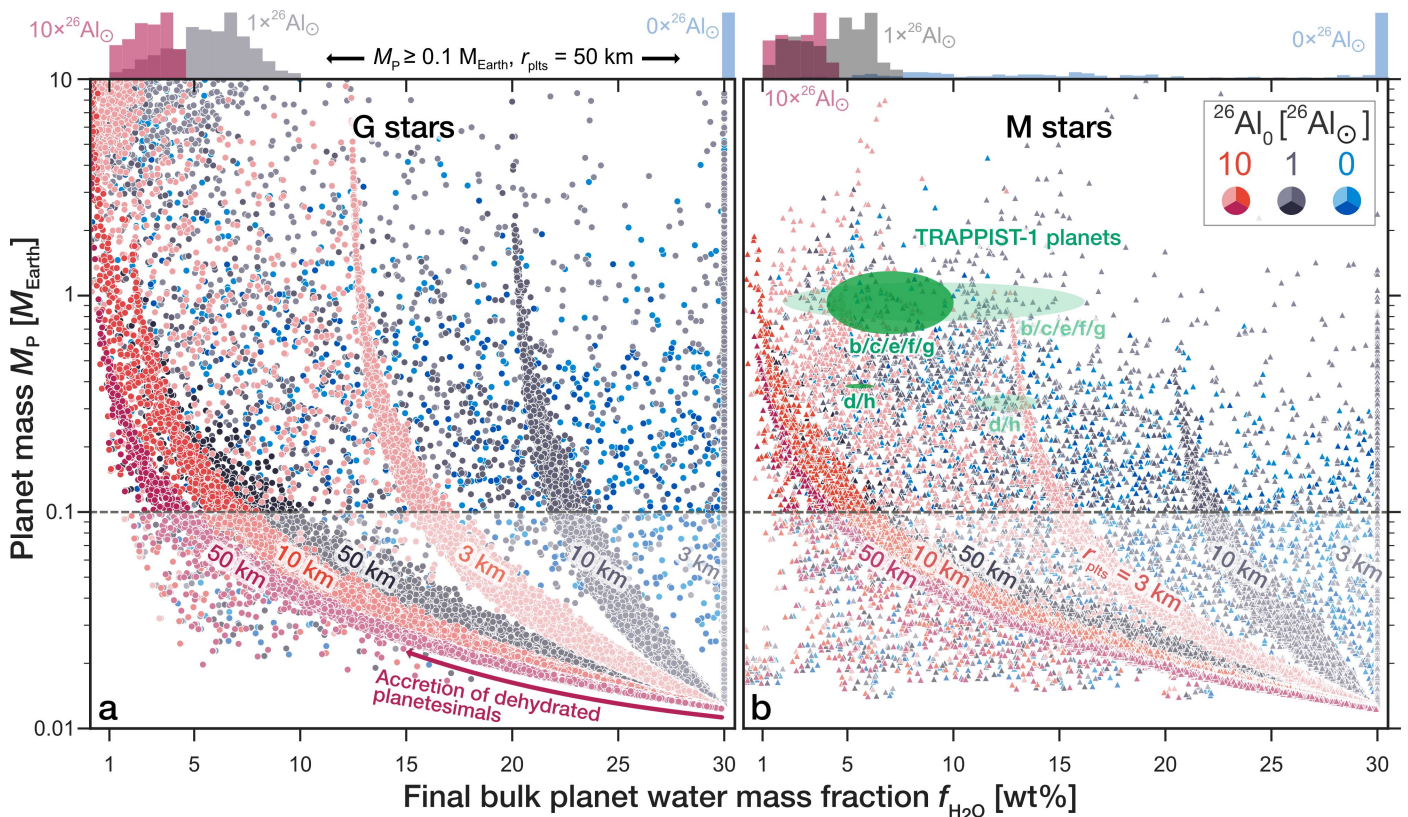 10×²⁶Al☉
1×²⁶Al☉
M_P ≥ 0.1 M_Earth, r_plts = 50 km
0×²⁶Al☉
1×²⁶Al☉
0×²⁶Al☉
10
1
0.1
0.01
Planet mass M_P [M_Earth]
G stars
50 km
10 km
50 km
3 km
10 km
3 km
Accretion of dehydrated
planetesimals
a
10×²⁶Al☉
M stars
²⁶Al₀ [²⁶Al☉]
10 1 0
TRAPPIST-1 planets
b/c/e/f/g
b/c/e/f/g
d/h
d/h
50 km
10 km
50 km
r_plts = 3 km
10 km
3 km
b
1 5 10 15 20 25 30
1 5 10 15 20 25 30
Final bulk planet water mass fraction f_H₂O [wt%]